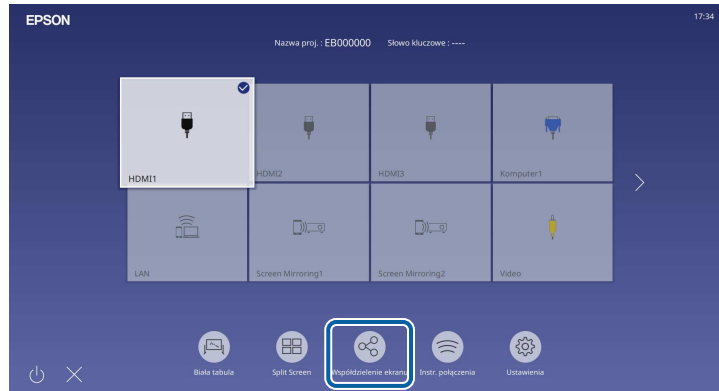 EPSON
17:34
Nazwa proj. : EB000000 Słowo kluczowe : ----
HDMI1
HDMI2
HDMI3
Komputer1
LAN
Screen Mirroring1
Screen Mirroring2
Video
Biała tabula
Split Screen
Współdzielenie ekranu
Instr. połączenia
Ustawienia